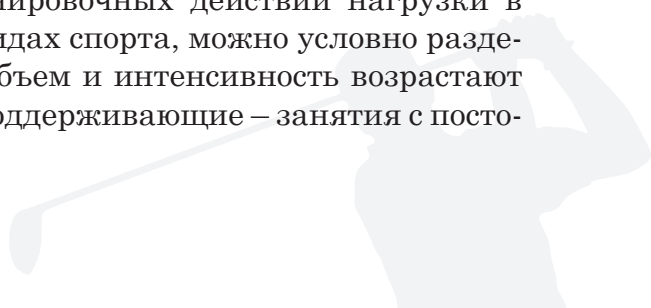 нировочных действий нагрузки в
идах спорта, можно условно разде-
бъем и интенсивность возрастают
оддерживающие – занятия с посто-